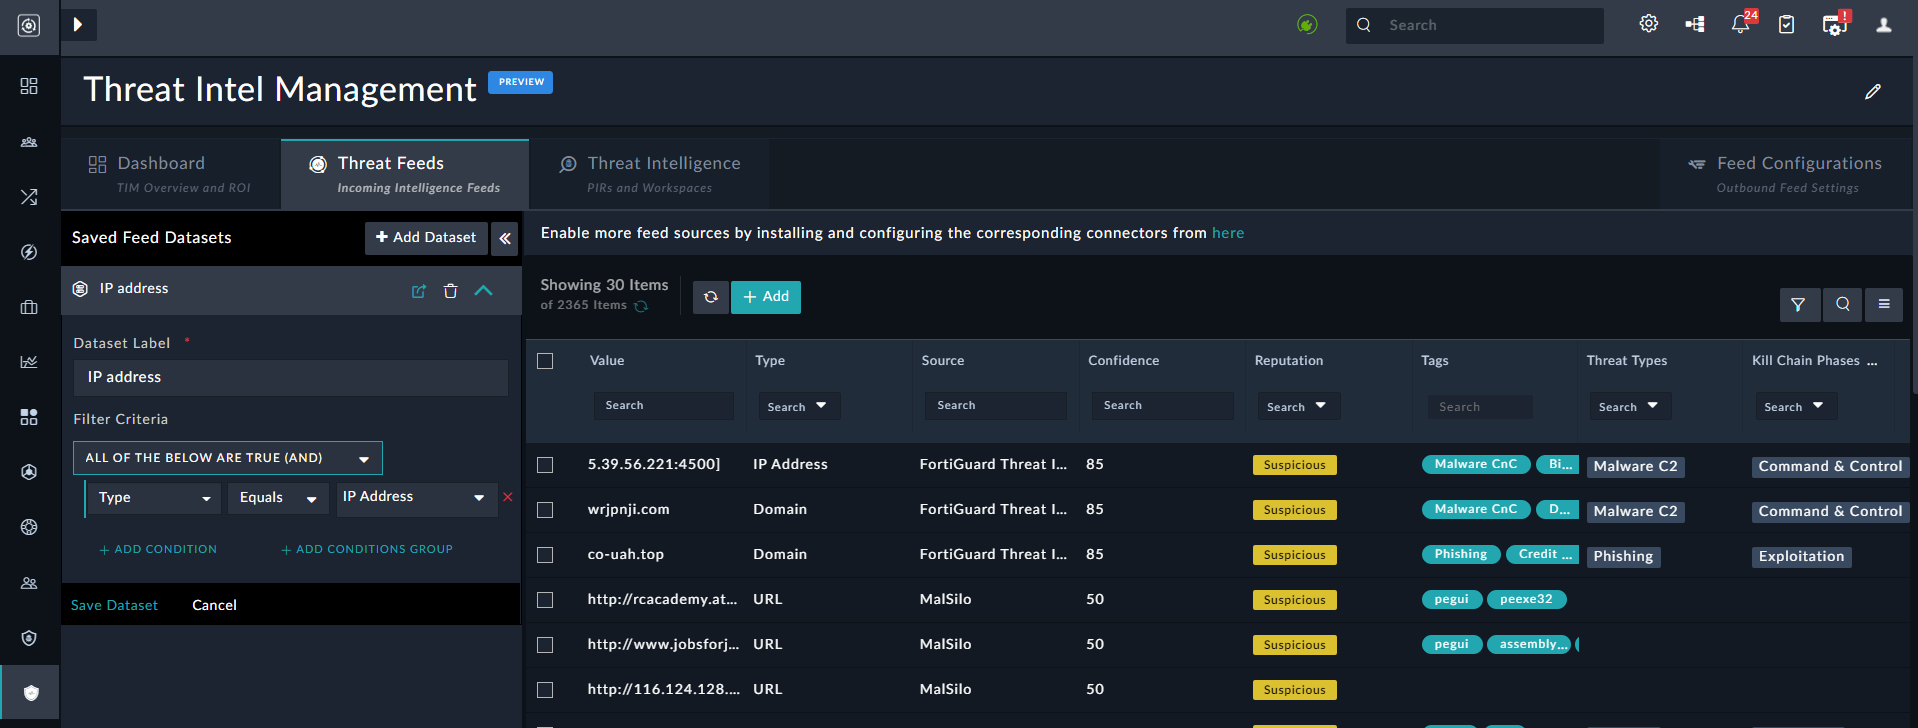 Search
24
!
Threat Intel Management PREVIEW
Dashboard
TIM Overview and ROI
Threat Feeds
Incoming Intelligence Feeds
Threat Intelligence
PIRs and Workspaces
Feed Configurations
Outbound Feed Settings
Saved Feed Datasets
+ Add Dataset
IP address
Dataset Label *
IP address
Filter Criteria
ALL OF THE BELOW ARE TRUE (AND)
Type Equals IP Address
+ ADD CONDITION + ADD CONDITIONS GROUP
Save Dataset Cancel
Enable more feed sources by installing and configuring the corresponding connectors from here
Showing 30 Items
of 2365 Items
+ Add
Value Type Source Confidence Reputation Tags Threat Types Kill Chain Phases ...
Search Search Search Search Search Search Search Search
5.39.56.221:4500] IP Address FortiGuard Threat I... 85 Suspicious Malware CnC Bi... Malware C2 Command & Control
wrjpnji.com Domain FortiGuard Threat I... 85 Suspicious Malware CnC D... Malware C2 Command & Control
co-uah.top Domain FortiGuard Threat I... 85 Suspicious Phishing Credit ... Phishing Exploitation
http://rcacademy.at... URL MalSilo 50 Suspicious pegui peexe32
http://www.jobsforj... URL MalSilo 50 Suspicious pegui assembly...
http://116.124.128.... URL MalSilo 50 Suspicious